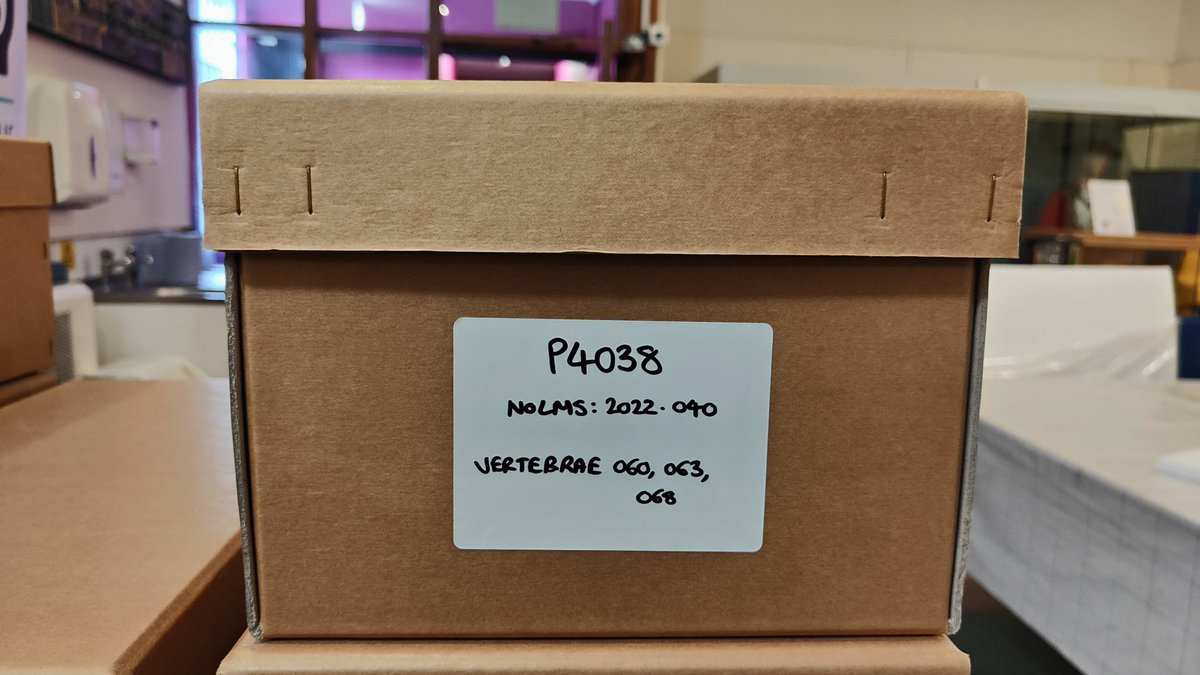 P4038
NOLMS: 2022.040
VERTEBRAE 060, 063,
068